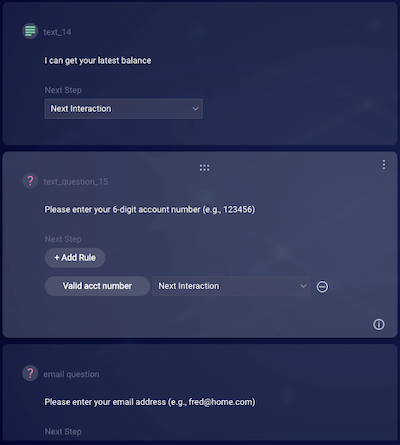 text_14
I can get your latest balance
Next Step
Next Interaction
?
text_question_15
Please enter your 6-digit account number (e.g., 123456)
Next Step
+ Add Rule
Valid acct number
Next Interaction
?
email question
Please enter your email address (e.g., fred@home.com)
Next Step